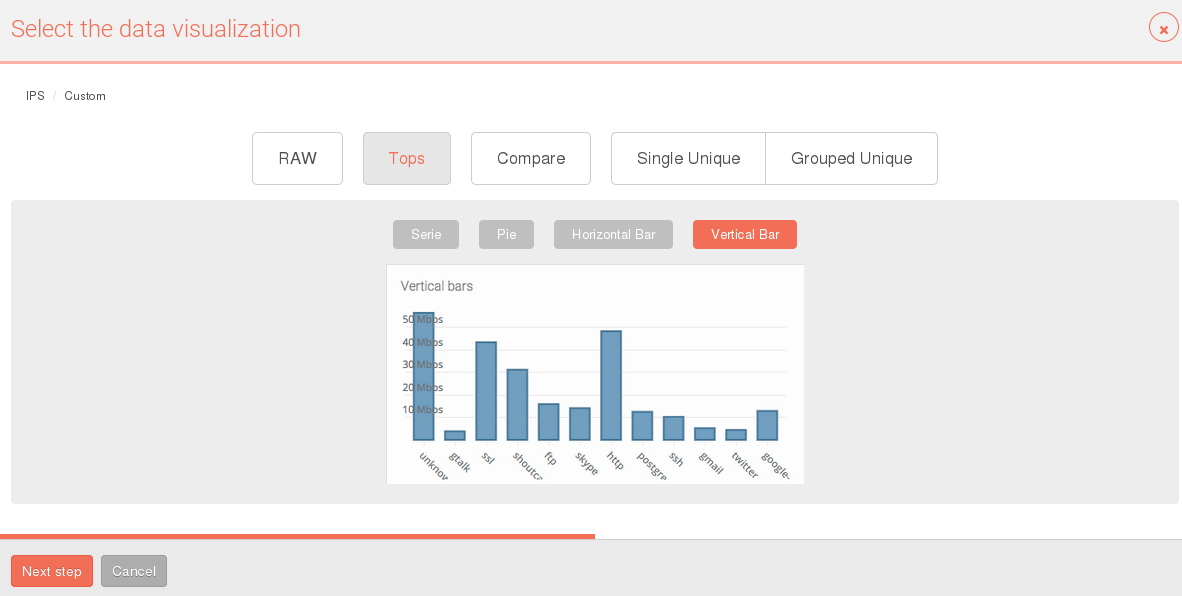 Select the data visualization
IPS / Custom
RAW Tops Compare Single Unique Grouped Unique
Serie Pie Horizontal Bar Vertical Bar
Vertical bars
50 Mbps
40 Mbps
30 Mbps
20 Mbps
10 Mbps
unknow gtalk ssl shoutca ftp skype http postgre ssh gmail twitter google-
Next step Cancel